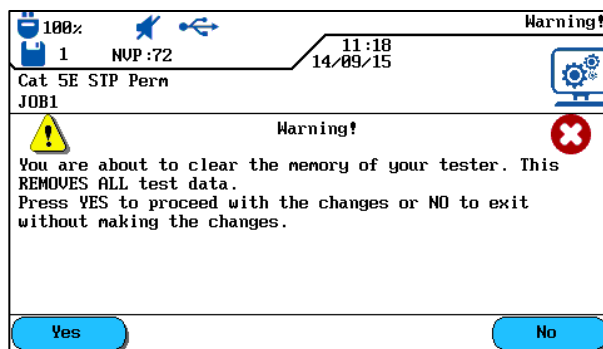 100%
Warning!
1 NVP:72
11:18
14/09/15
Cat 5E STP Perm
JOB1
Warning!
You are about to clear the memory of your tester. This
REMOVES ALL test data.
Press YES to proceed with the changes or NO to exit
without making the changes.
Yes No